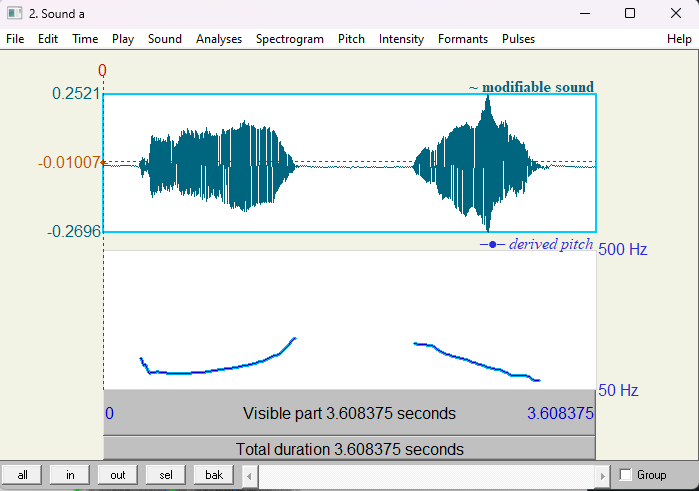 2. Sound a
File Edit Time Play Sound Analyses Spectrogram Pitch Intensity Formants Pulses Help
0
~ modifiable sound
0.2521
-0.01007
-0.2696
derived pitch
500 Hz
50 Hz
0 Visible part 3.608375 seconds 3.608375
Total duration 3.608375 seconds
all in out sel bak Group